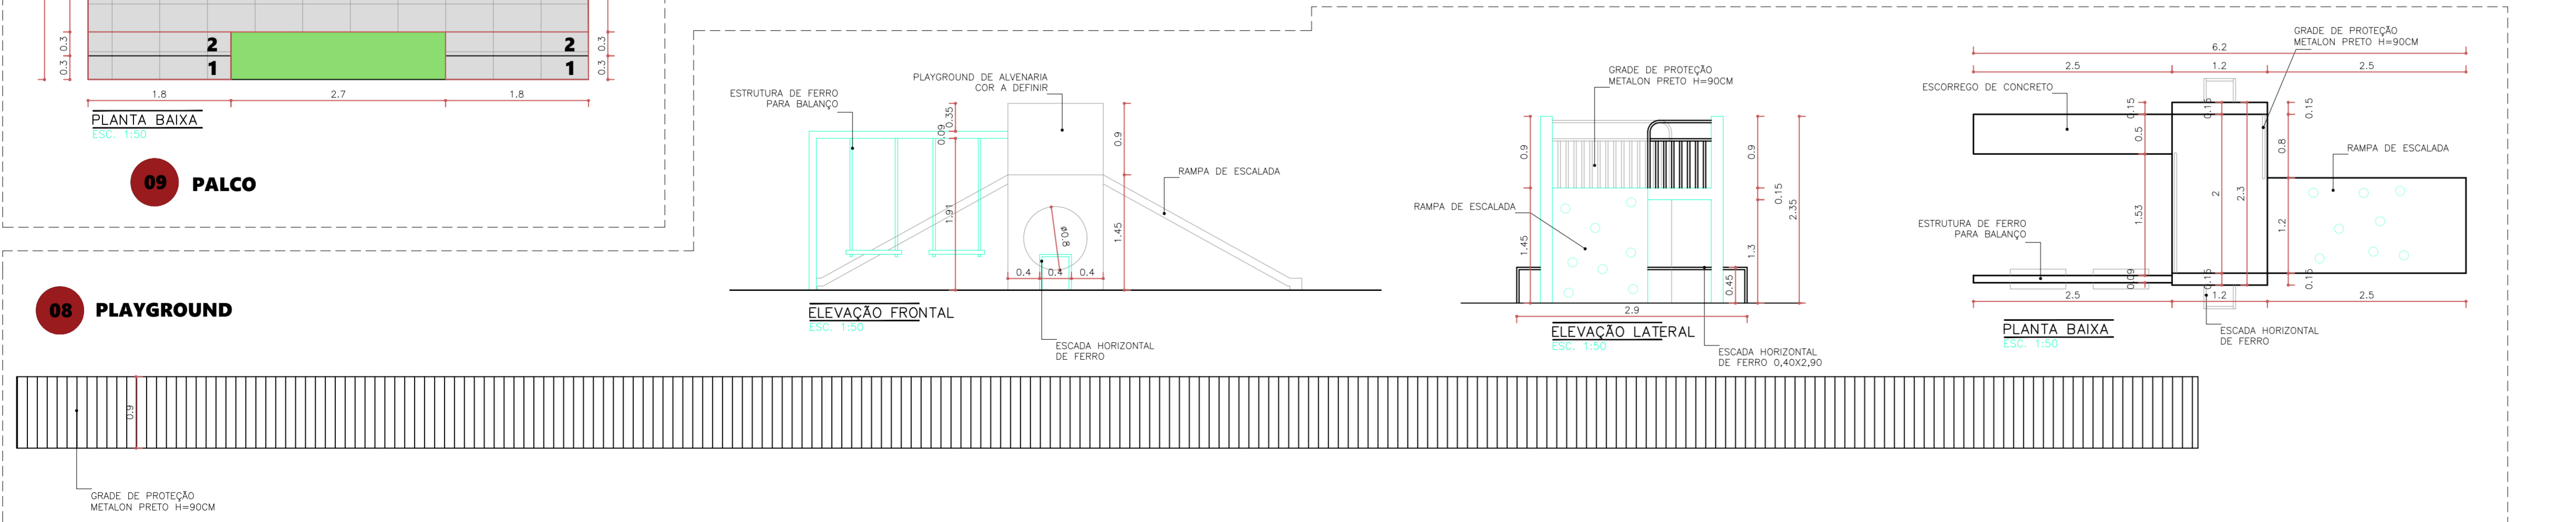 2
2
1
1
0.3
0.3
0.3
0.3
1.8
2.7
1.8
PLANTA BAIXA
ESC. 1:50
09 PALCO
08 PLAYGROUND
ESTRUTURA DE FERRO
PARA BALANÇO
PLAYGROUND DE ALVENARIA
COR A DEFINIR
RAMPA DE ESCALADA
0.35
0.09
1.91
0.9
1.45
ø0.8
0.4
0.4
0.4
ELEVAÇÃO FRONTAL
ESC. 1:50
ESCADA HORIZONTAL
DE FERRO
GRADE DE PROTEÇÃO
METALON PRETO H=90CM
RAMPA DE ESCALADA
0.9
1.45
0.9
0.15
2.35
1.3
0.45
2.9
ELEVAÇÃO LATERAL
ESC. 1:50
ESCADA HORIZONTAL
DE FERRO 0,40X2,90
GRADE DE PROTEÇÃO
METALON PRETO H=90CM
6.2
2.5
1.2
2.5
ESCORREGO DE CONCRETO
RAMPA DE ESCALADA
ESTRUTURA DE FERRO
PARA BALANÇO
0.15
0.5
1.53
0.09
0.15
2
2.3
0.15
0.15
0.8
1.2
0.15
2.5
1.2
2.5
PLANTA BAIXA
ESC. 1:50
ESCADA HORIZONTAL
DE FERRO
0.9
GRADE DE PROTEÇÃO
METALON PRETO H=90CM